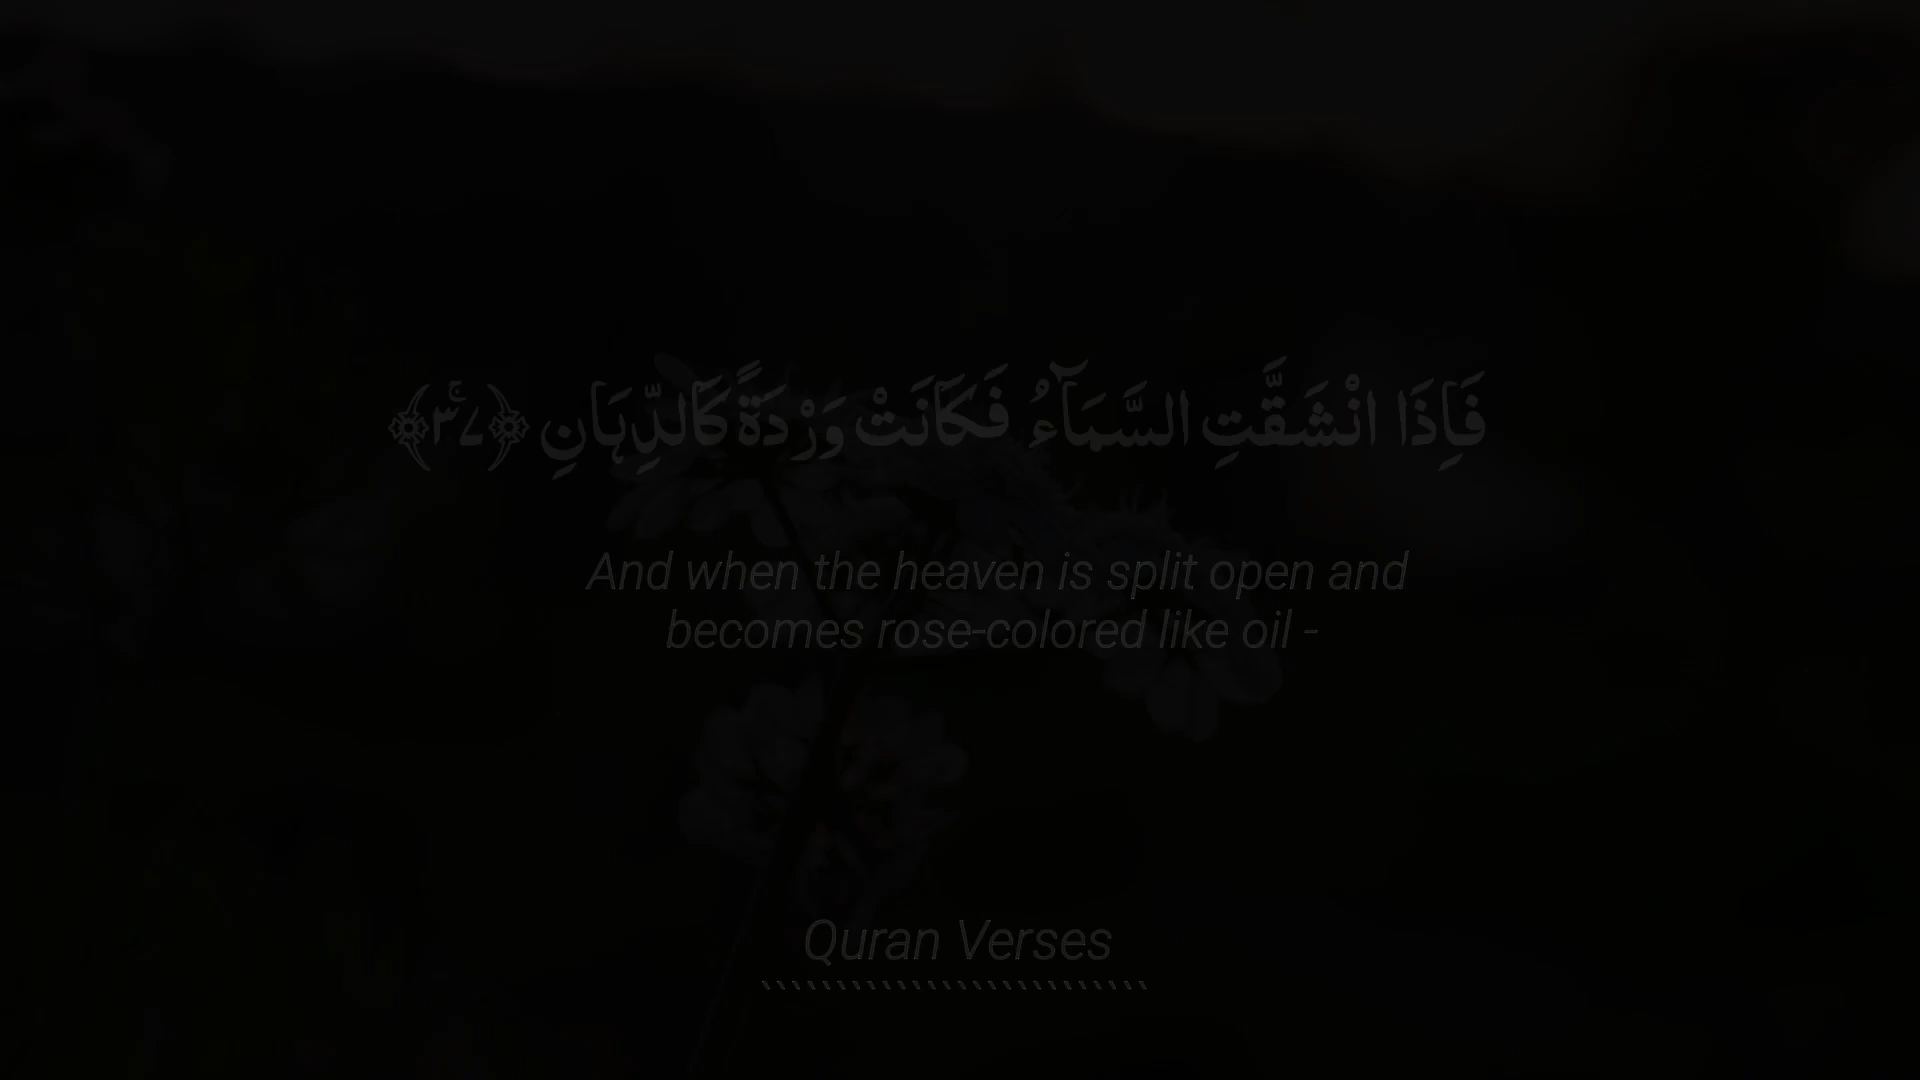 فَاِذَا انْشَقَّتِ السَّمَآءُ فَكَانَتْ وَرْدَةً كَالدِّهَانِ ﴿ۚ۳۷﴾
And when the heaven is split open and
becomes rose-colored like oil -
Quran Verses